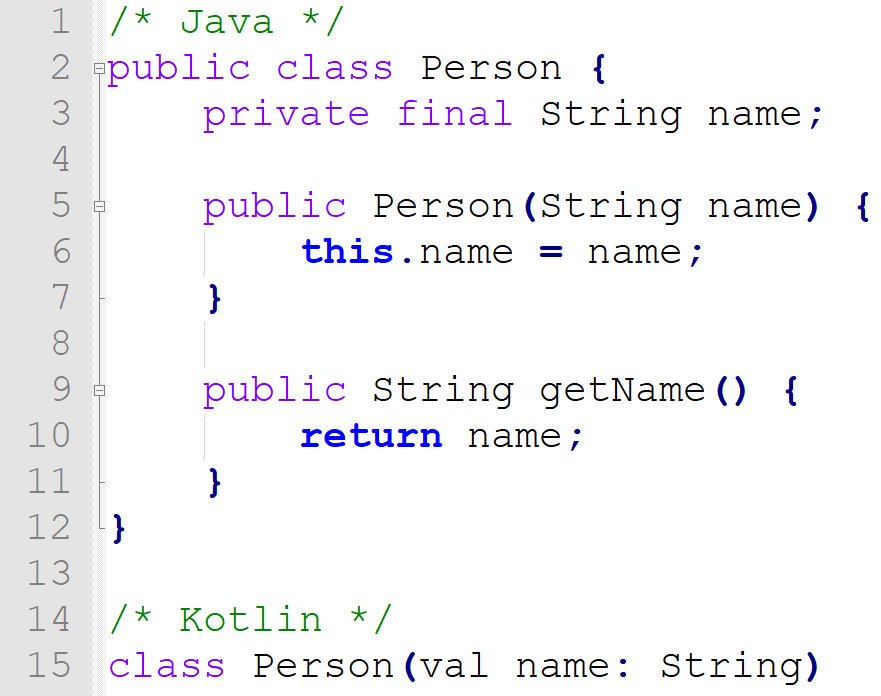 1 /* Java */
2 public class Person {
3     private final String name;
4
5     public Person(String name) {
6         this.name = name;
7     }
8
9     public String getName() {
10         return name;
11     }
12 }
13
14 /* Kotlin */
15 class Person(val name: String)